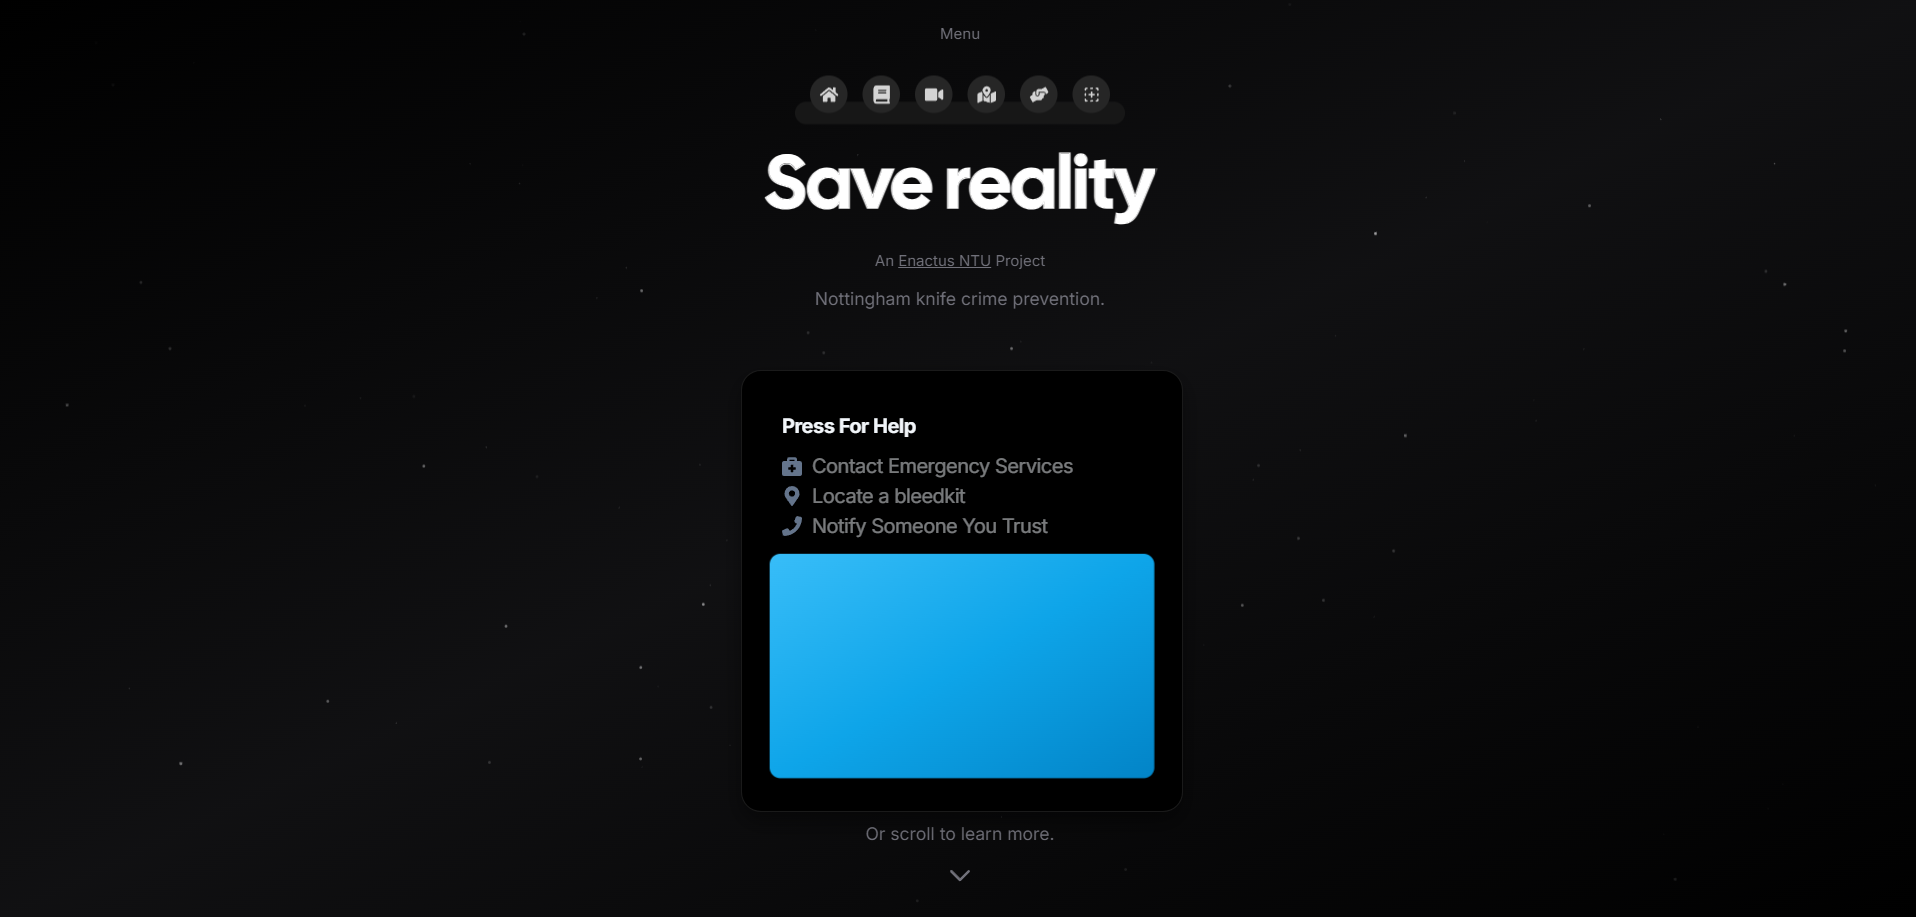 Menu
Save reality
An Enactus NTU Project
Nottingham knife crime prevention.
Press For Help
Contact Emergency Services
Locate a bleedkit
Notify Someone You Trust
Or scroll to learn more.